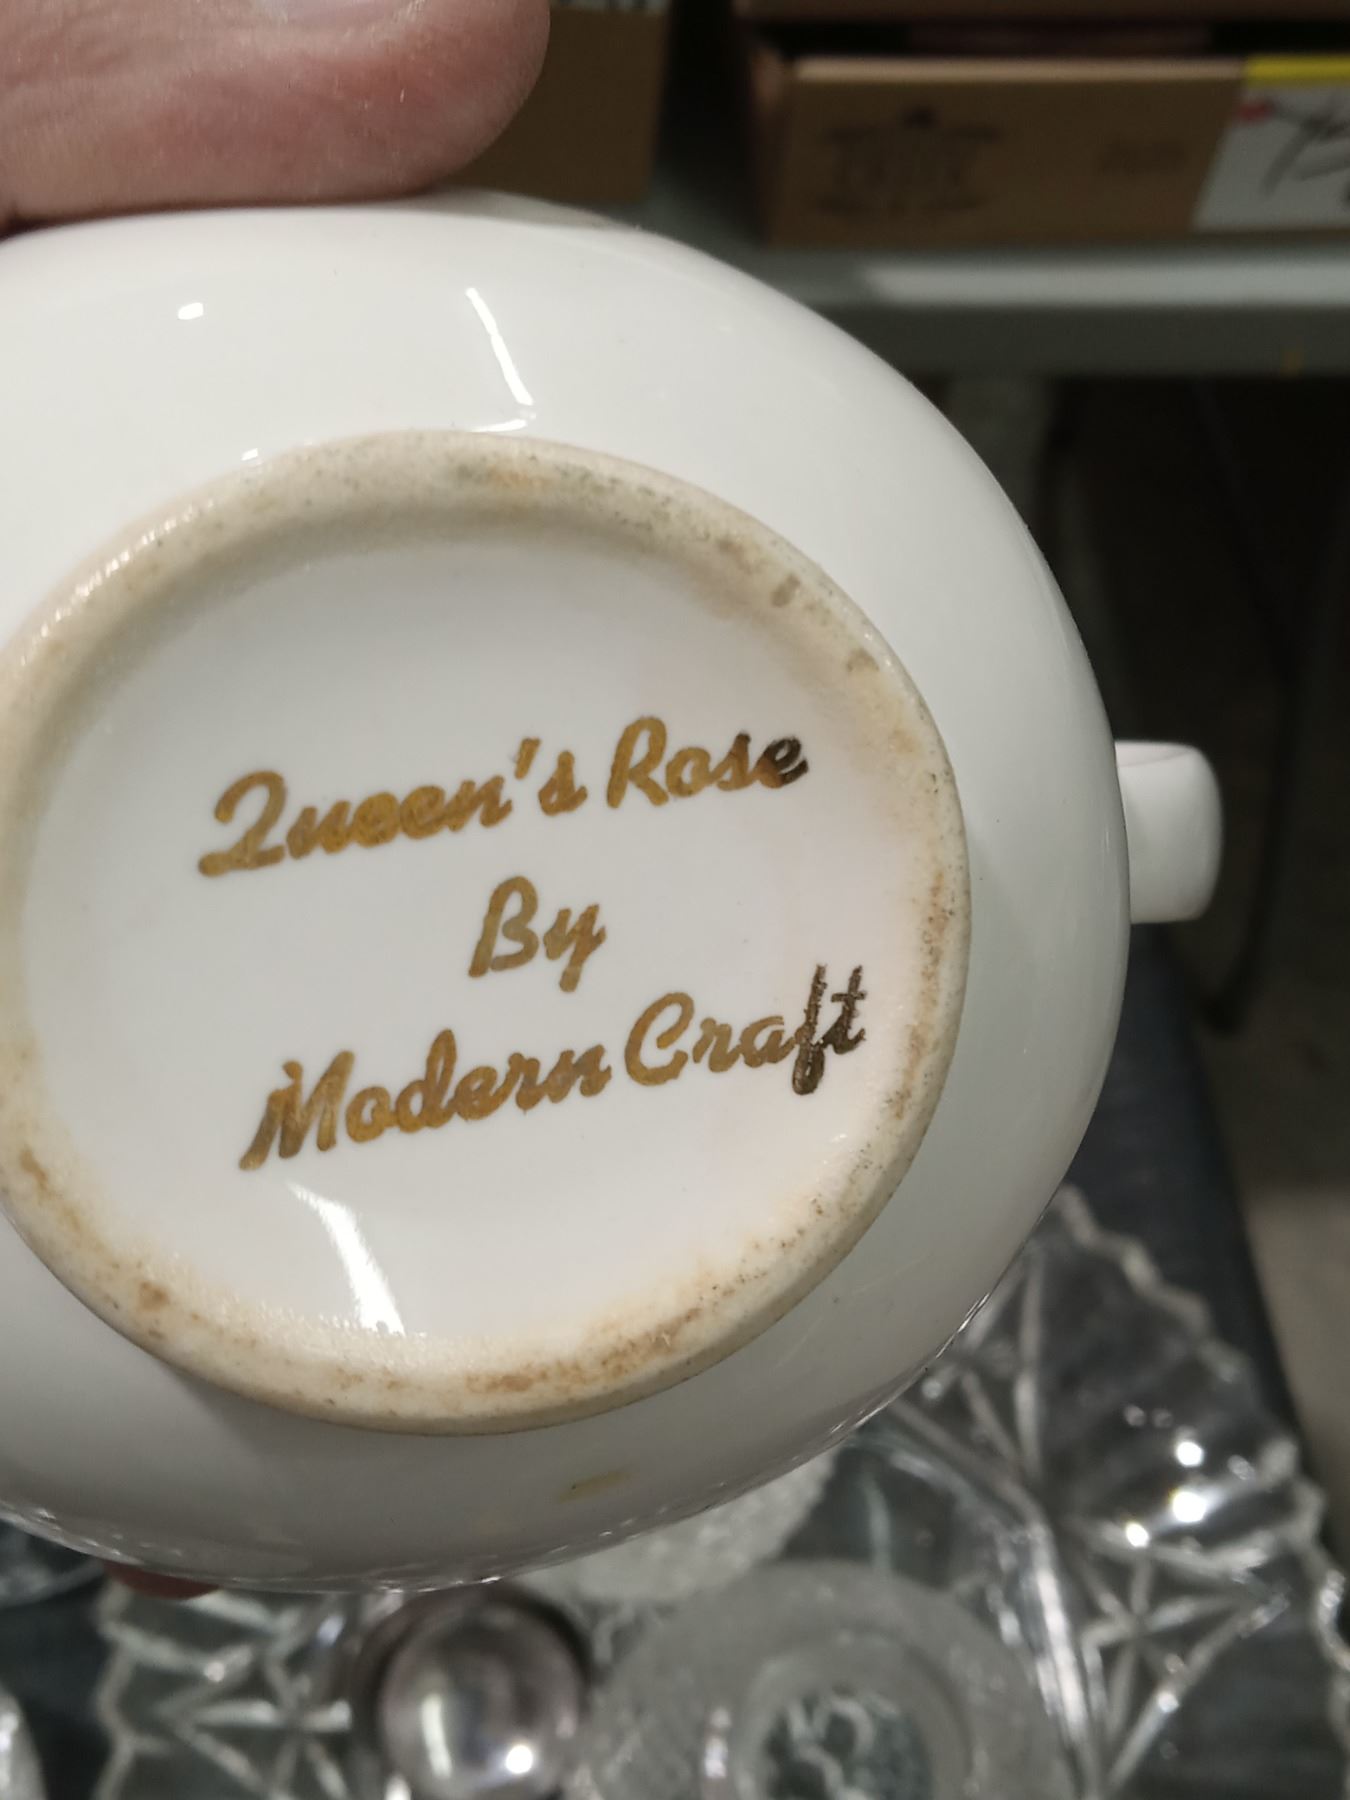 Queen's Rose
By
Modern Craft